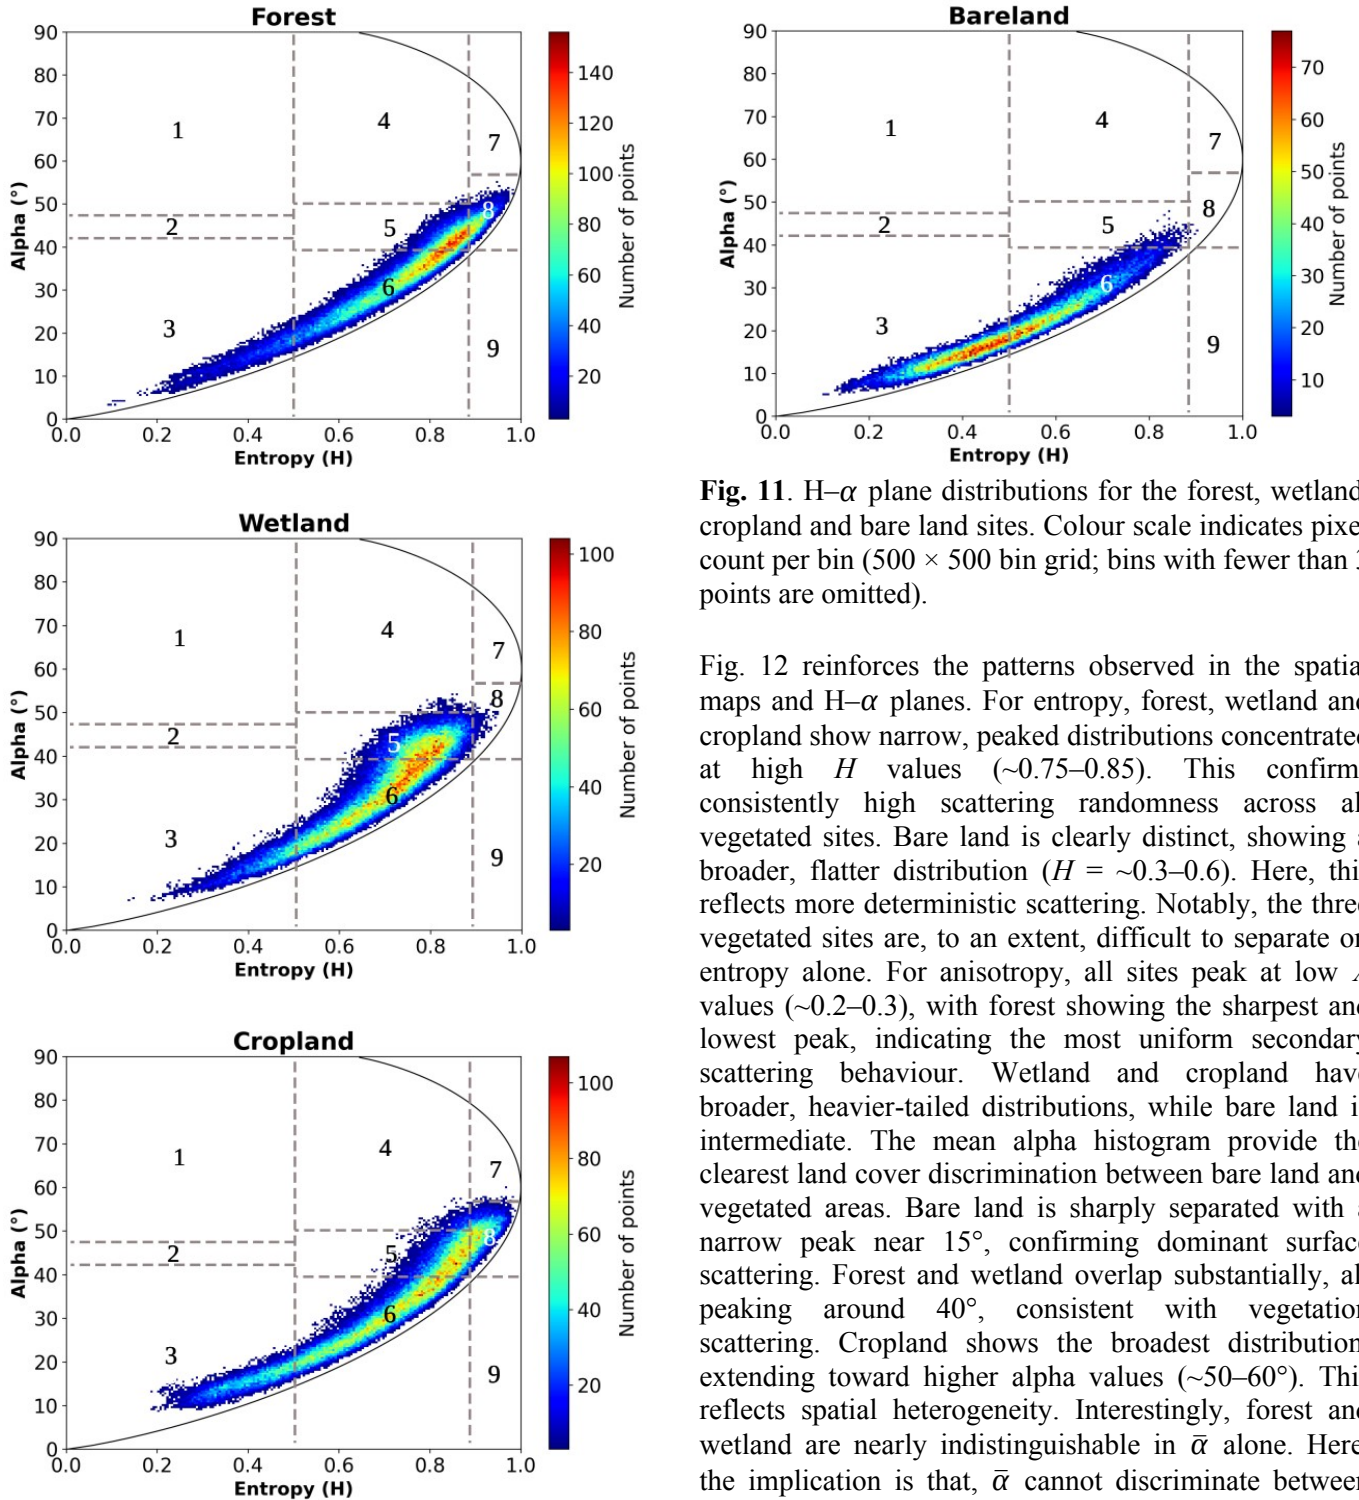 Forest
90
80
70
60
50
40
30
20
10
0
Alpha (°)
1
2
3
4
5
6
7
8
9
0.0 0.2 0.4 0.6 0.8 1.0
Entropy (H)
140
120
100
80
60
40
20
Number of points
Wetland
90
80
70
60
50
40
30
20
10
0
Alpha (°)
1
2
3
4
5
6
7
8
9
0.0 0.2 0.4 0.6 0.8 1.0
Entropy (H)
100
80
60
40
20
Number of points
Cropland
90
80
70
60
50
40
30
20
10
0
Alpha (°)
1
2
3
4
5
6
7
8
9
0.0 0.2 0.4 0.6 0.8 1.0
Entropy (H)
100
80
60
40
20
Number of points
Bareland
90
80
70
60
50
40
30
20
10
0
Alpha (°)
1
2
3
4
5
6
7
8
9
0.0 0.2 0.4 0.6 0.8 1.0
Entropy (H)
70
60
50
40
30
20
10
Number of points
Fig. 11. H–α plane distributions for the forest, wetland
cropland and bare land sites. Colour scale indicates pixe
count per bin (500 × 500 bin grid; bins with fewer than
points are omitted).
Fig. 12 reinforces the patterns observed in the spatia
maps and H–α planes. For entropy, forest, wetland and
cropland show narrow, peaked distributions concentrated
at high H values (~0.75–0.85). This confirm
consistently high scattering randomness across al
vegetated sites. Bare land is clearly distinct, showing a
broader, flatter distribution (H = ~0.3–0.6). Here, thi
reflects more deterministic scattering. Notably, the three
vegetated sites are, to an extent, difficult to separate on
entropy alone. For anisotropy, all sites peak at low
values (~0.2–0.3), with forest showing the sharpest and
lowest peak, indicating the most uniform secondary
scattering behaviour. Wetland and cropland have
broader, heavier-tailed distributions, while bare land i
intermediate. The mean alpha histogram provide the
clearest land cover discrimination between bare land and
vegetated areas. Bare land is sharply separated with a
narrow peak near 15°, confirming dominant surface
scattering. Forest and wetland overlap substantially, al
peaking around 40°, consistent with vegetation
scattering. Cropland shows the broadest distribution
extending toward higher alpha values (~50–60°). Thi
reflects spatial heterogeneity. Interestingly, forest and
wetland are nearly indistinguishable in ᾱ alone. Here
the implication is that, ᾱ cannot discriminate between